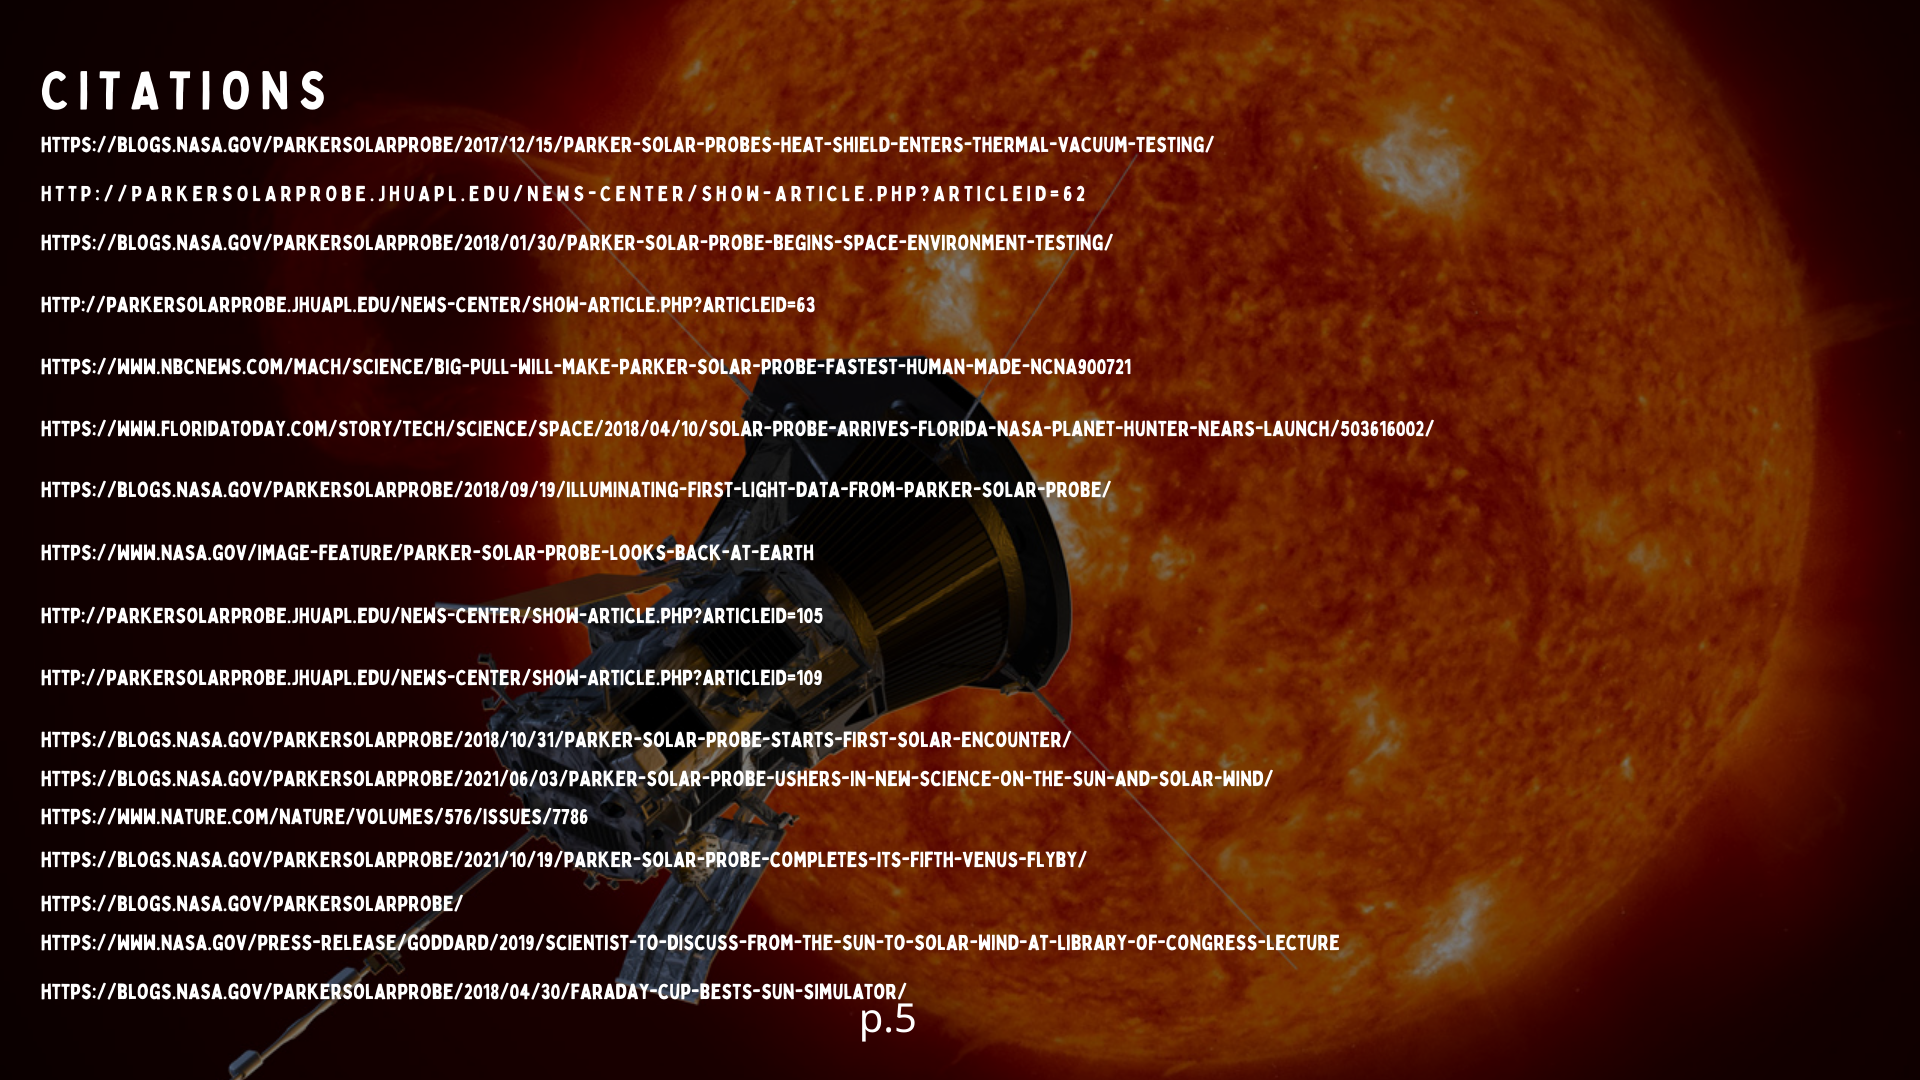 CITATIONS
HTTPS://BLOGS.NASA.GOV/PARKERSOLARPROBE/2017/12/15/PARKER-SOLAR-PROBES-HEAT-SHIELD-ENTERS-THERMAL-VACUUM-TESTING/
HTTP://PARKERSOLARPROBE.JHUAPL.EDU/NEWS-CENTER/SHOW-ARTICLE.PHP?ARTICLEID=62
HTTPS://BLOGS.NASA.GOV/PARKERSOLARPROBE/2018/01/30/PARKER-SOLAR-PROBE-BEGINS-SPACE-ENVIRONMENT-TESTING/
HTTP://PARKERSOLARPROBE.JHUAPL.EDU/NEWS-CENTER/SHOW-ARTICLE.PHP?ARTICLEID=63
HTTPS://WWW.NBCNEWS.COM/MACH/SCIENCE/BIG-PULL-WILL-MAKE-PARKER-SOLAR-PROBE-FASTEST-HUMAN-MADE-NCNA900721
HTTPS://WWW.FLORIDATODAY.COM/STORY/TECH/SCIENCE/SPACE/2018/04/10/SOLAR-PROBE-ARRIVES-FLORIDA-NASA-PLANET-HUNTER-NEARS-LAUNCH/503616002/
HTTPS://BLOGS.NASA.GOV/PARKERSOLARPROBE/2018/09/19/ILLUMINATING-FIRST-LIGHT-DATA-FROM-PARKER-SOLAR-PROBE/
HTTPS://WWW.NASA.GOV/IMAGE-FEATURE/PARKER-SOLAR-PROBE-LOOKS-BACK-AT-EARTH
HTTP://PARKERSOLARPROBE.JHUAPL.EDU/NEWS-CENTER/SHOW-ARTICLE.PHP?ARTICLEID=105
HTTP://PARKERSOLARPROBE.JHUAPL.EDU/NEWS-CENTER/SHOW-ARTICLE.PHP?ARTICLEID=109
HTTPS://BLOGS.NASA.GOV/PARKERSOLARPROBE/2018/10/31/PARKER-SOLAR-PROBE-STARTS-FIRST-SOLAR-ENCOUNTER/
HTTPS://BLOGS.NASA.GOV/PARKERSOLARPROBE/2021/06/03/PARKER-SOLAR-PROBE-USHERS-IN-NEW-SCIENCE-ON-THE-SUN-AND-SOLAR-WIND/
HTTPS://WWW.NATURE.COM/NATURE/VOLUMES/576/ISSUES/7786
HTTPS://BLOGS.NASA.GOV/PARKERSOLARPROBE/2021/10/19/PARKER-SOLAR-PROBE-COMPLETES-ITS-FIFTH-VENUS-FLYBY/
HTTPS://BLOGS.NASA.GOV/PARKERSOLARPROBE/
HTTPS://WWW.NASA.GOV/PRESS-RELEASE/GODDARD/2019/SCIENTIST-TO-DISCUSS-FROM-THE-SUN-TO-SOLAR-WIND-AT-LIBRARY-OF-CONGRESS-LECTURE
HTTPS://BLOGS.NASA.GOV/PARKERSOLARPROBE/2018/04/30/FARADAY-CUP-BESTS-SUN-SIMULATOR/
p.5